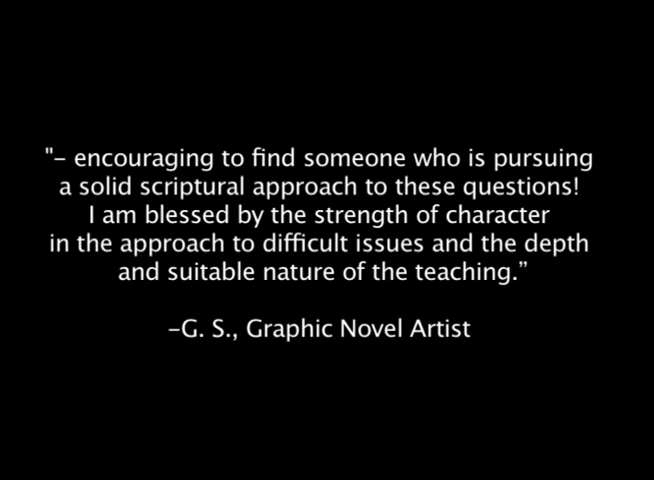 "– encouraging to find someone who is pursuing
a solid scriptural approach to these questions!
I am blessed by the strength of character
in the approach to difficult issues and the depth
and suitable nature of the teaching.”
–G. S., Graphic Novel Artist